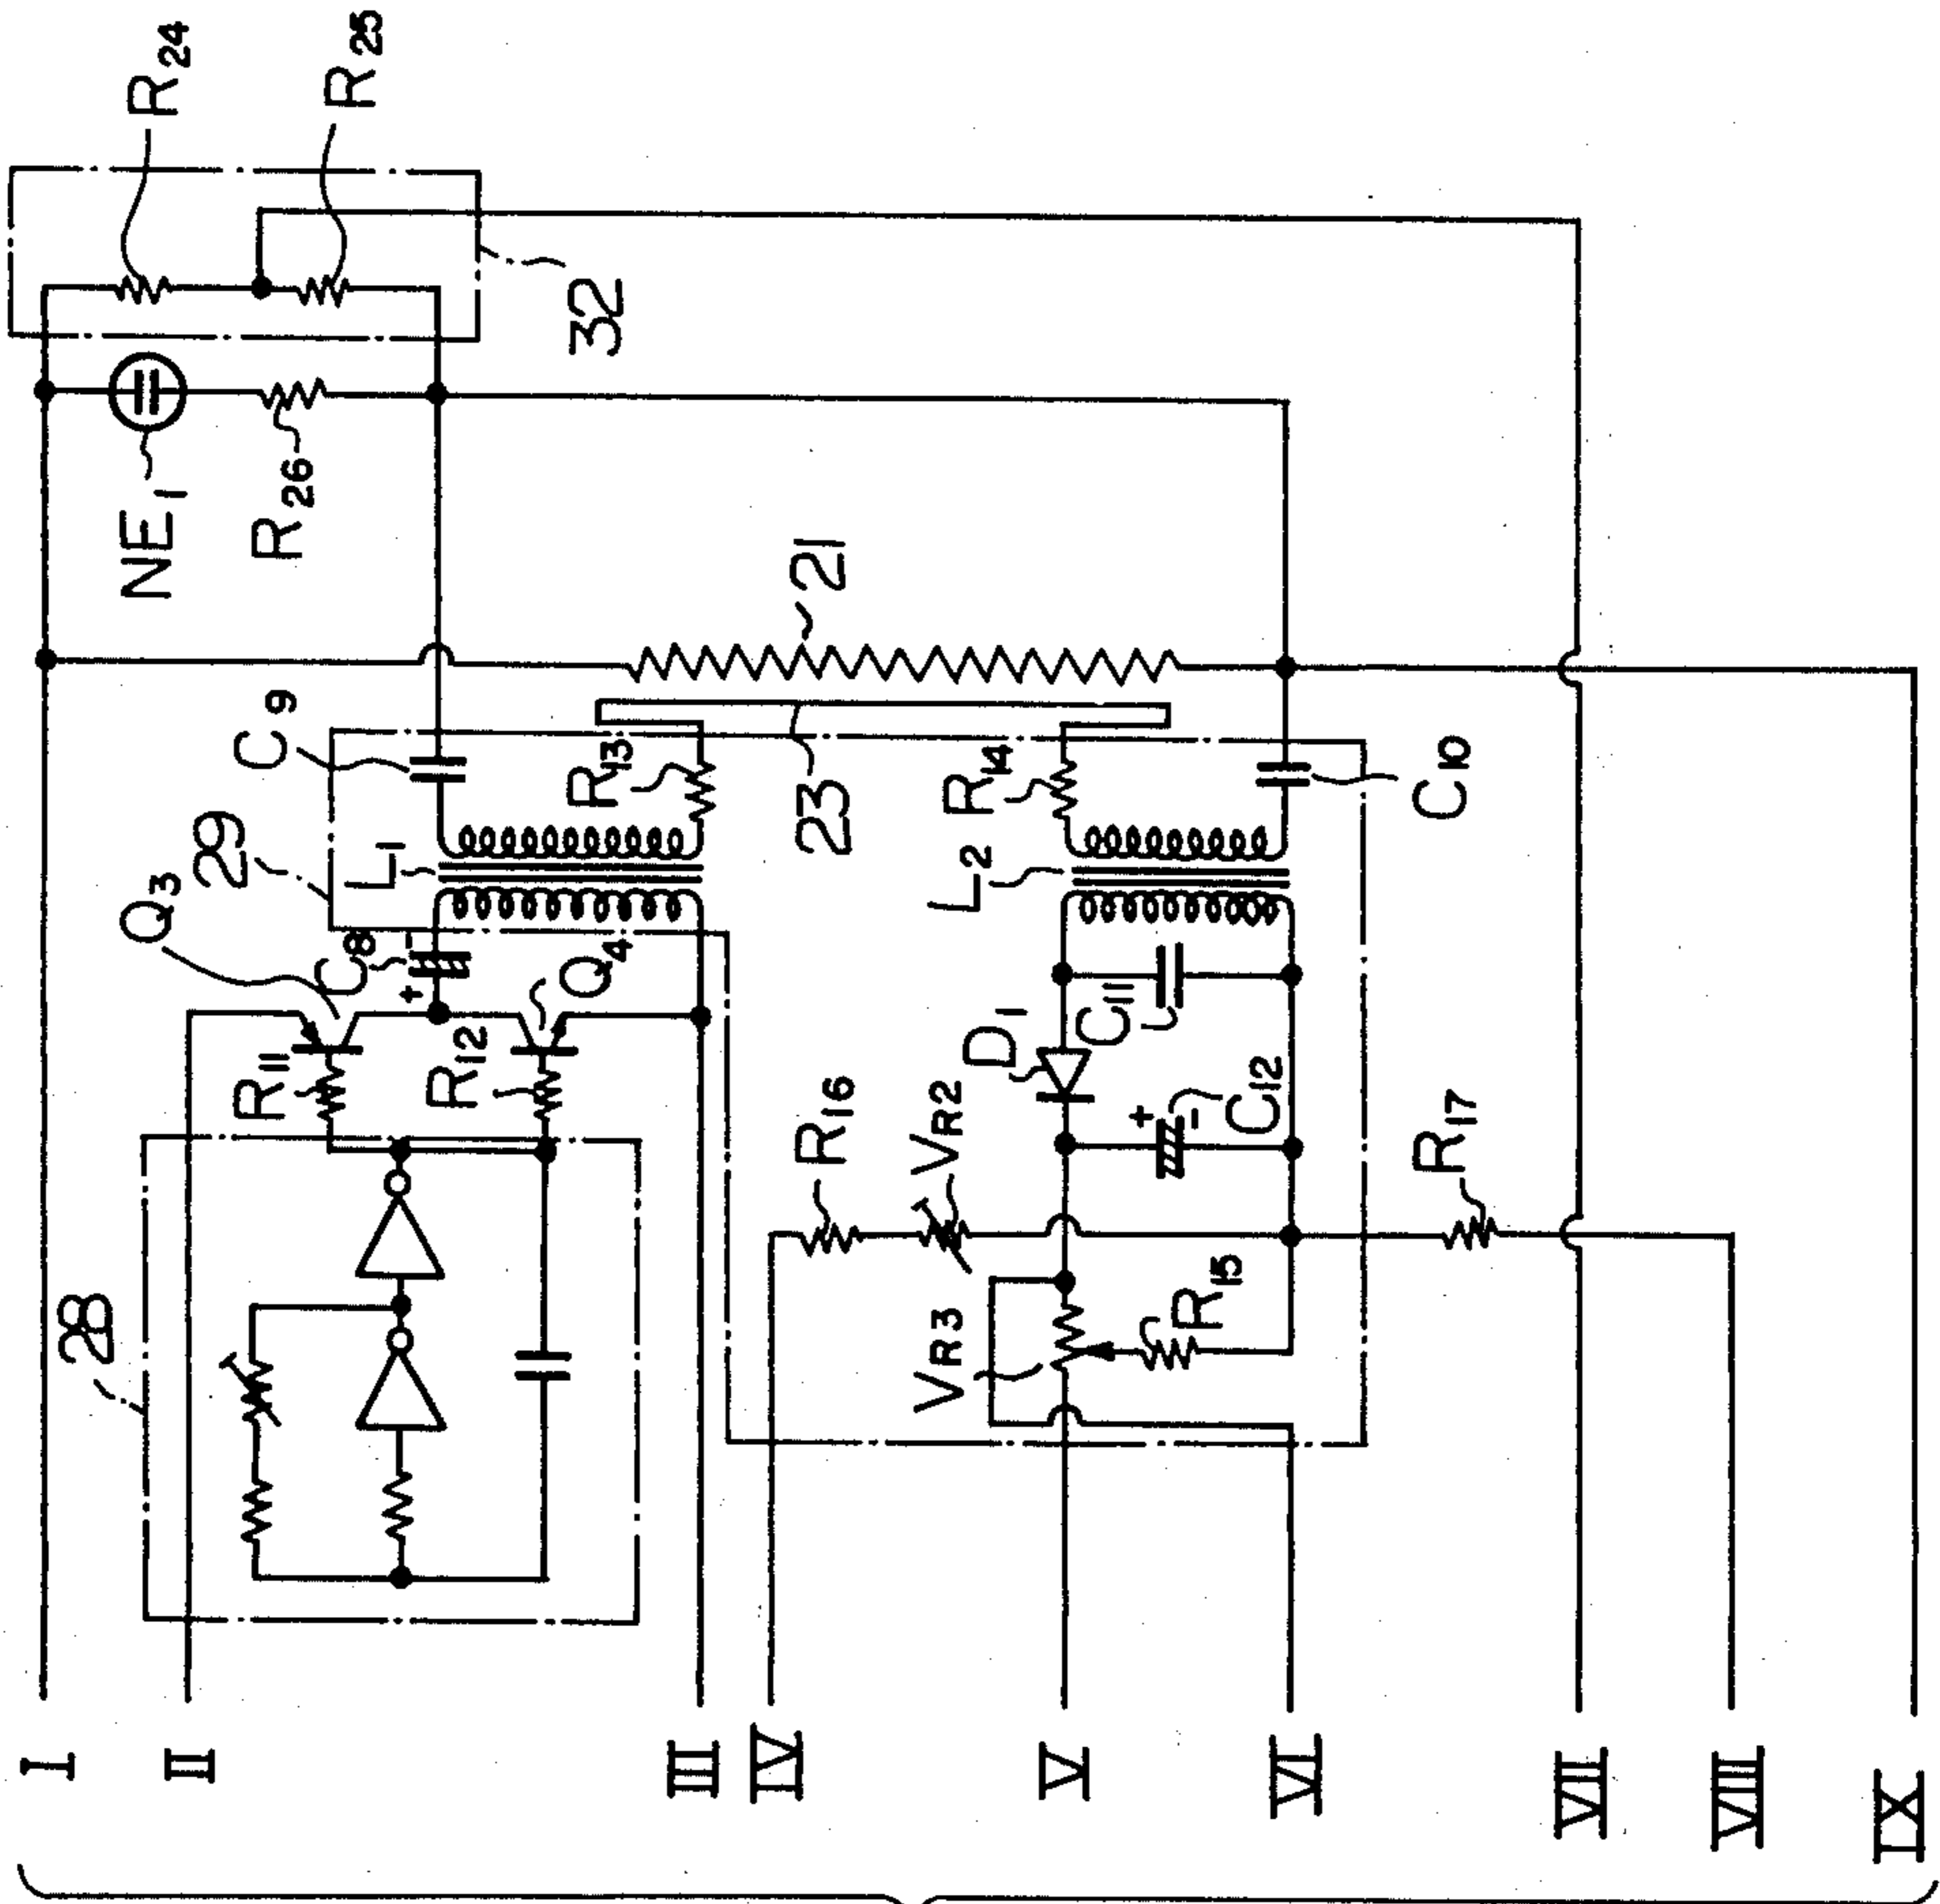 R24
R25
32
NE1
R26
21
C9
R13
23
R14
C10
29
L1
L2
Q3
C8
+
-
Q4
R11
R12
D1
C11
C12
+
-
R16
VR2
R17
R15
VR3
28
I
II
III
IV
V
VI
VII
VIII
IX